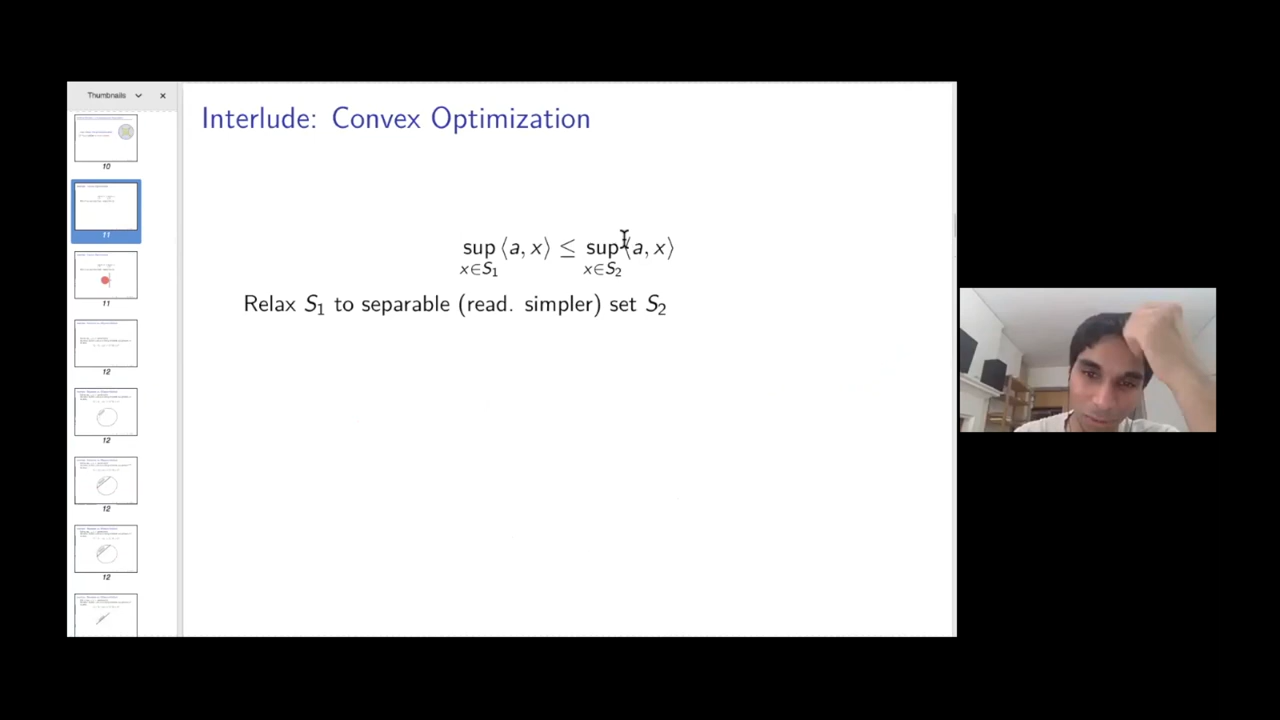 Thumbnails
10
11
11
12
12
12
12
Interlude: Convex Optimization
sup ⟨a, x⟩ ≤ sup ⟨a, x⟩
x∈S₁ x∈S₂
Relax S₁ to separable (read. simpler) set S₂